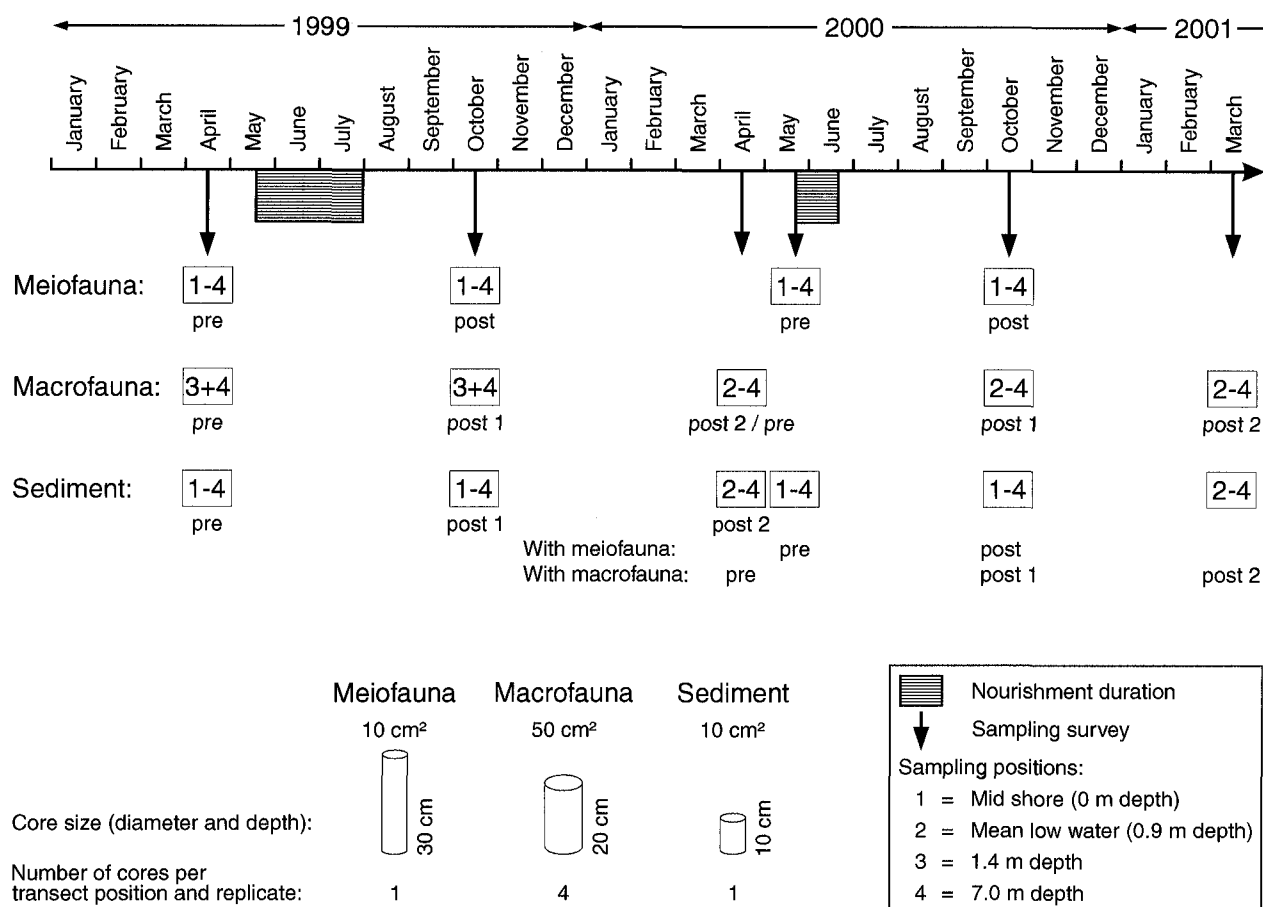 1999 2000 2001
January February March April May June July August September October November December January February March April May June July August September October November December January February March
Meiofauna: 1-4 1-4 1-4 1-4
pre post pre post
Macrofauna: 3+4 3+4 2-4 2-4 2-4
pre post 1 post 2 / pre post 1 post 2
Sediment: 1-4 1-4 2-4 1-4 1-4 2-4
pre post 1 post 2
With meiofauna: pre post
With macrofauna: pre post 1 post 2
Meiofauna Macrofauna Sediment
10 cm² 50 cm² 10 cm²
Core size (diameter and depth): 30 cm 20 cm 10 cm
Number of cores per
transect position and replicate: 1 4 1
Nourishment duration
Sampling survey
Sampling positions:
1 = Mid shore (0 m depth)
2 = Mean low water (0.9 m depth)
3 = 1.4 m depth
4 = 7.0 m depth